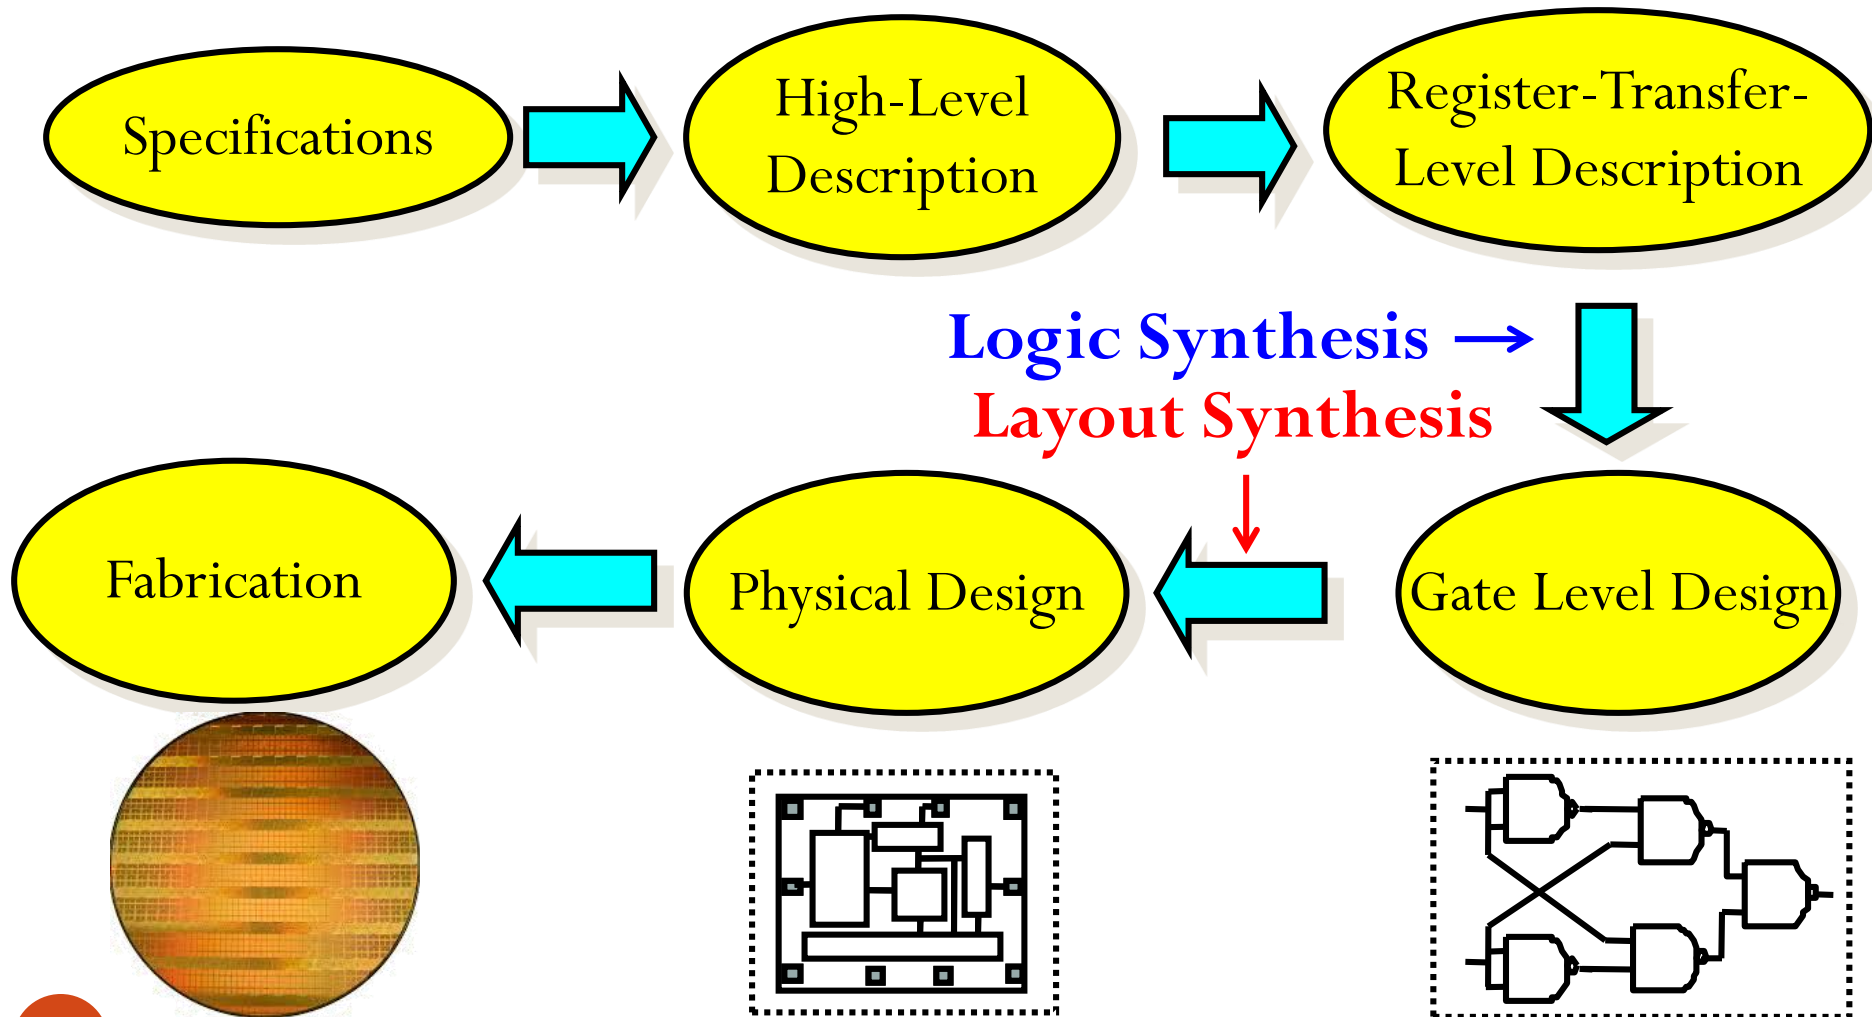 Specifications
High-Level
Description
Register-Transfer-
Level Description
Logic Synthesis
Layout Synthesis
Fabrication
Physical Design
Gate Level Design